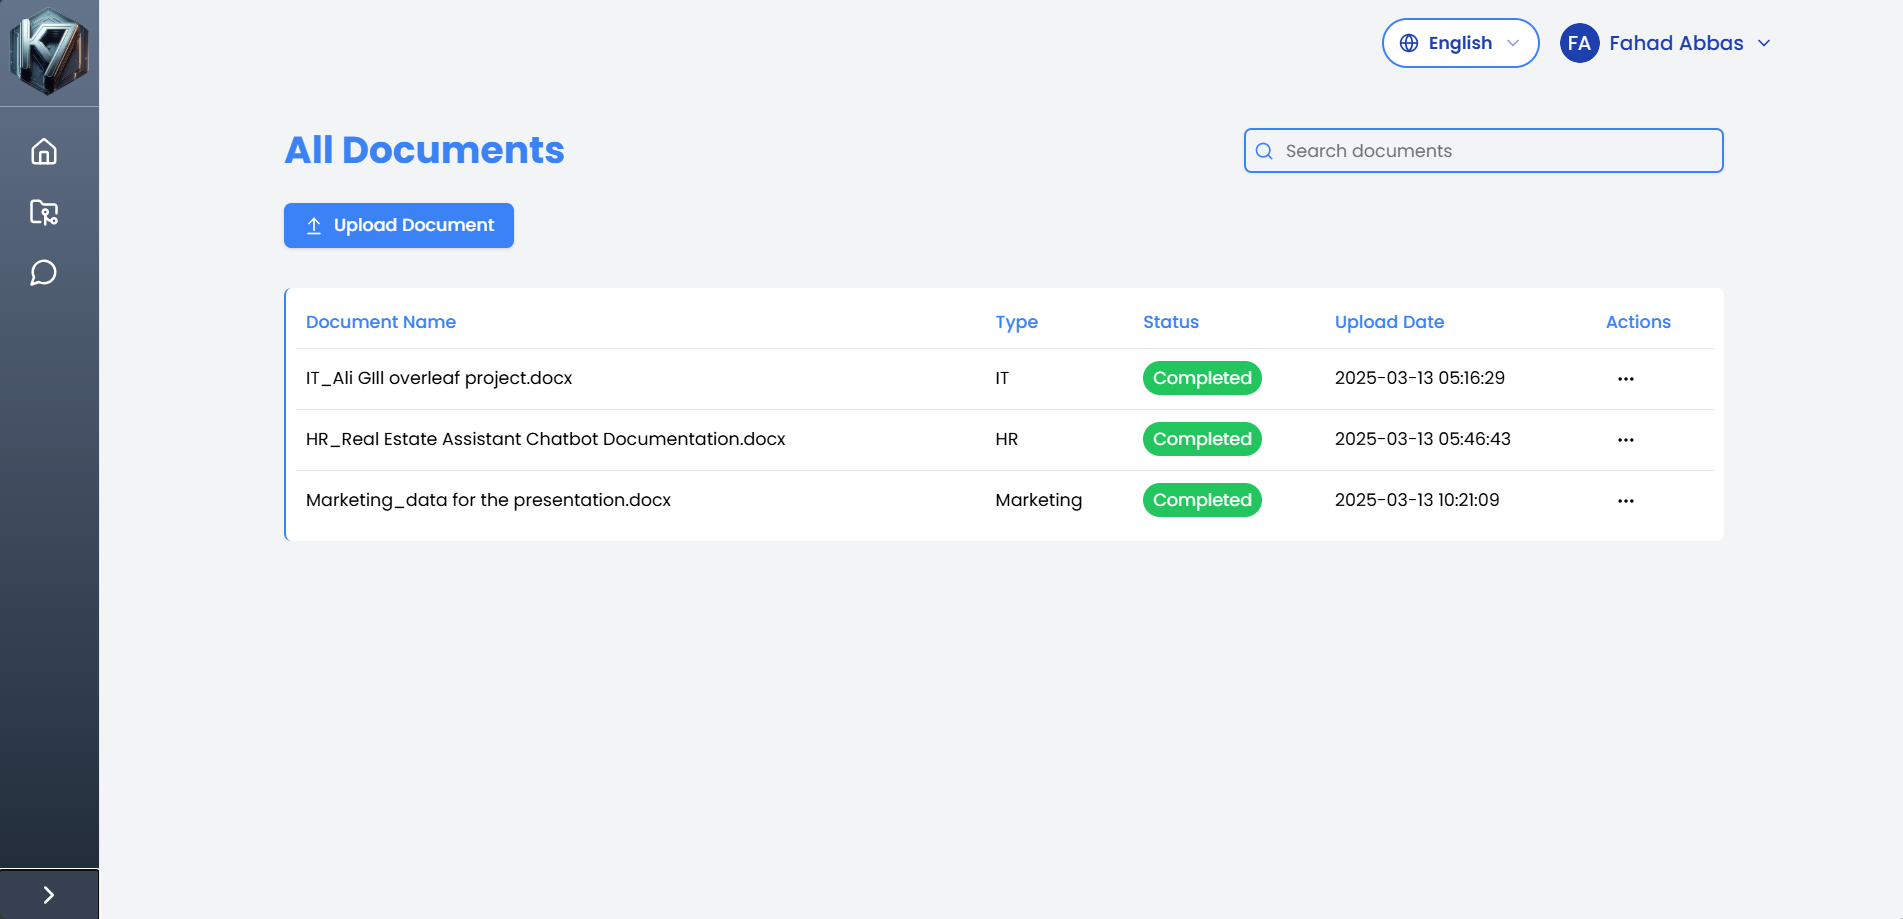 K7
English
FA Fahad Abbas
All Documents
Search documents
Upload Document
Document Name Type Status Upload Date Actions
IT_Ali GIll overleaf project.docx IT Completed 2025-03-13 05:16:29
HR_Real Estate Assistant Chatbot Documentation.docx HR Completed 2025-03-13 05:46:43
Marketing_data for the presentation.docx Marketing Completed 2025-03-13 10:21:09